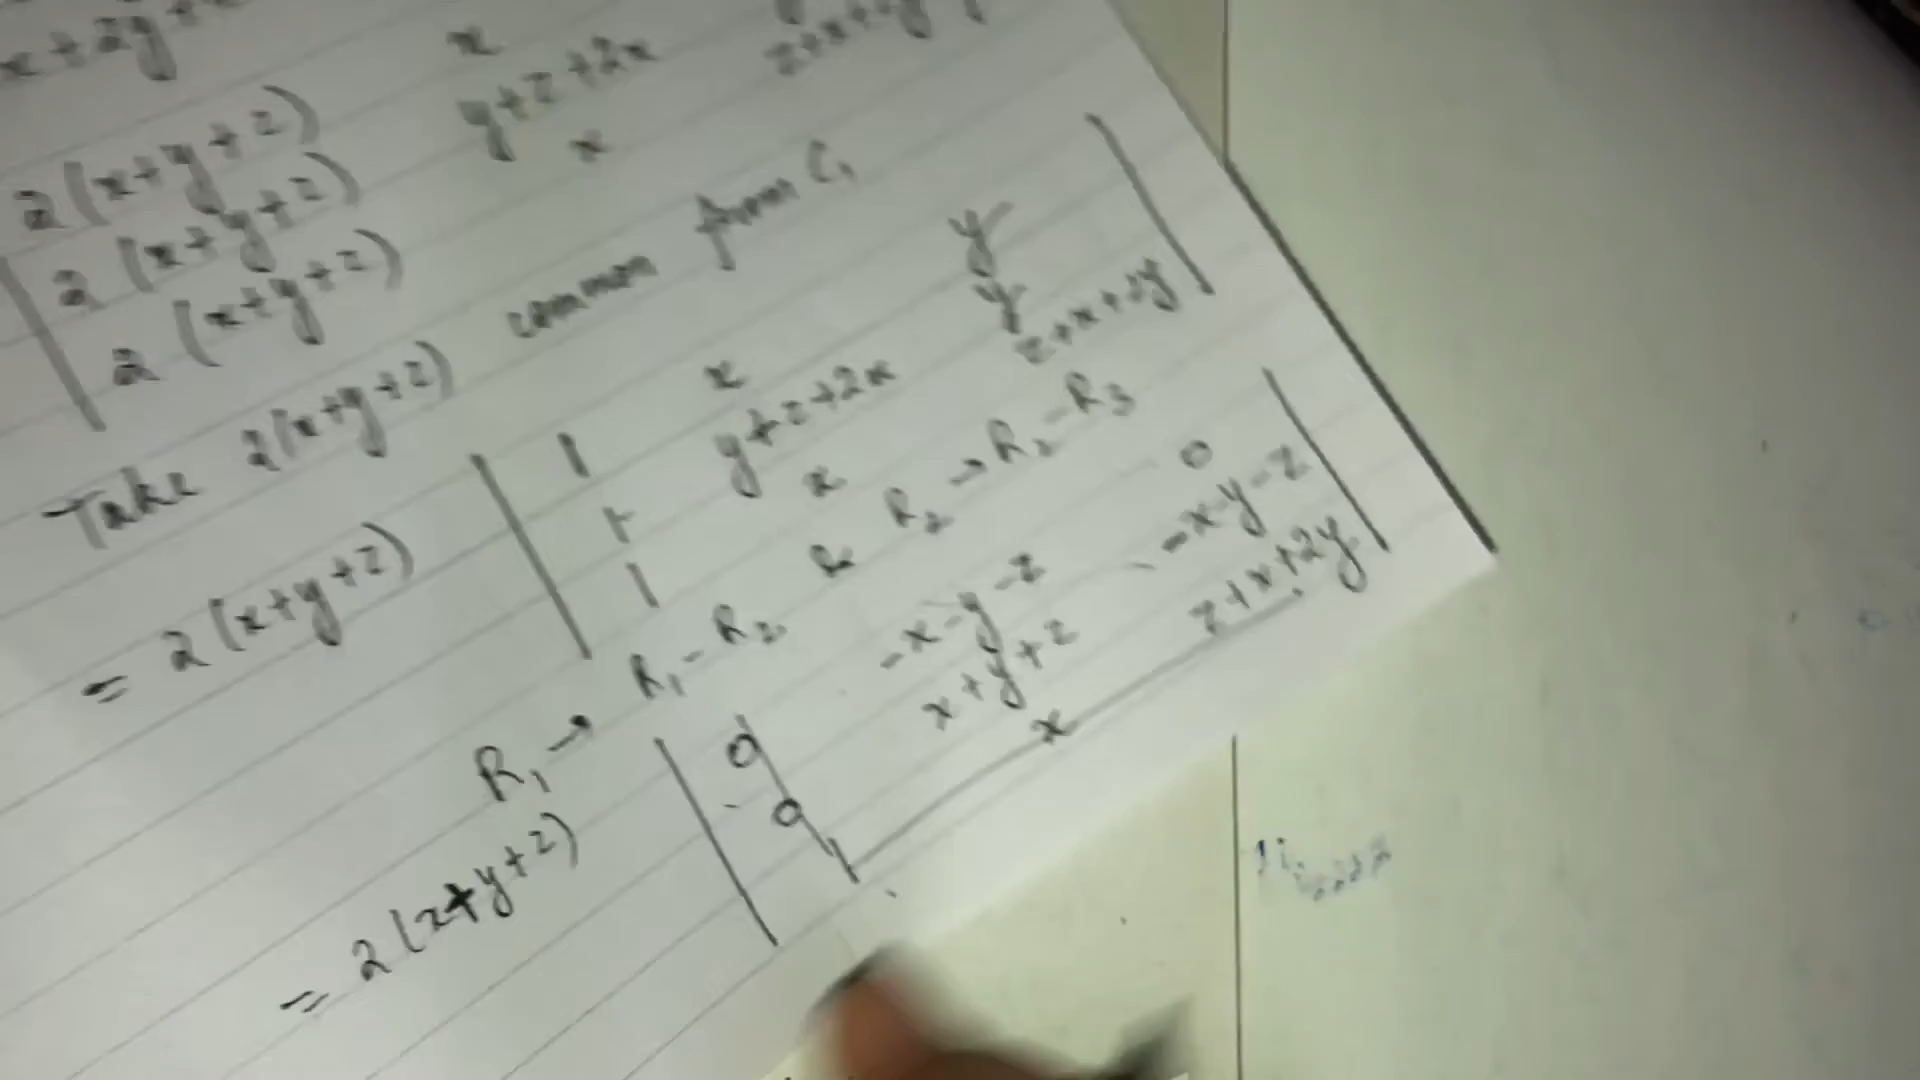 x+2y+
x
y+z+2x
x
z+x+2y
2(x+y+z)
2(x+y+z)
2(x+y+z)
Take 2(x+y+z) common from C₁
= 2(x+y+z) | 1 x y |
1 y+z+2x y
1 x z+x+2y
R₁ → R₁ - R₂ & R₂ → R₂ - R₃
= 2(x+y+z) | 0 -x-y-z 0 |
0 x+y+z -x-y-z
1 x z+x+2y